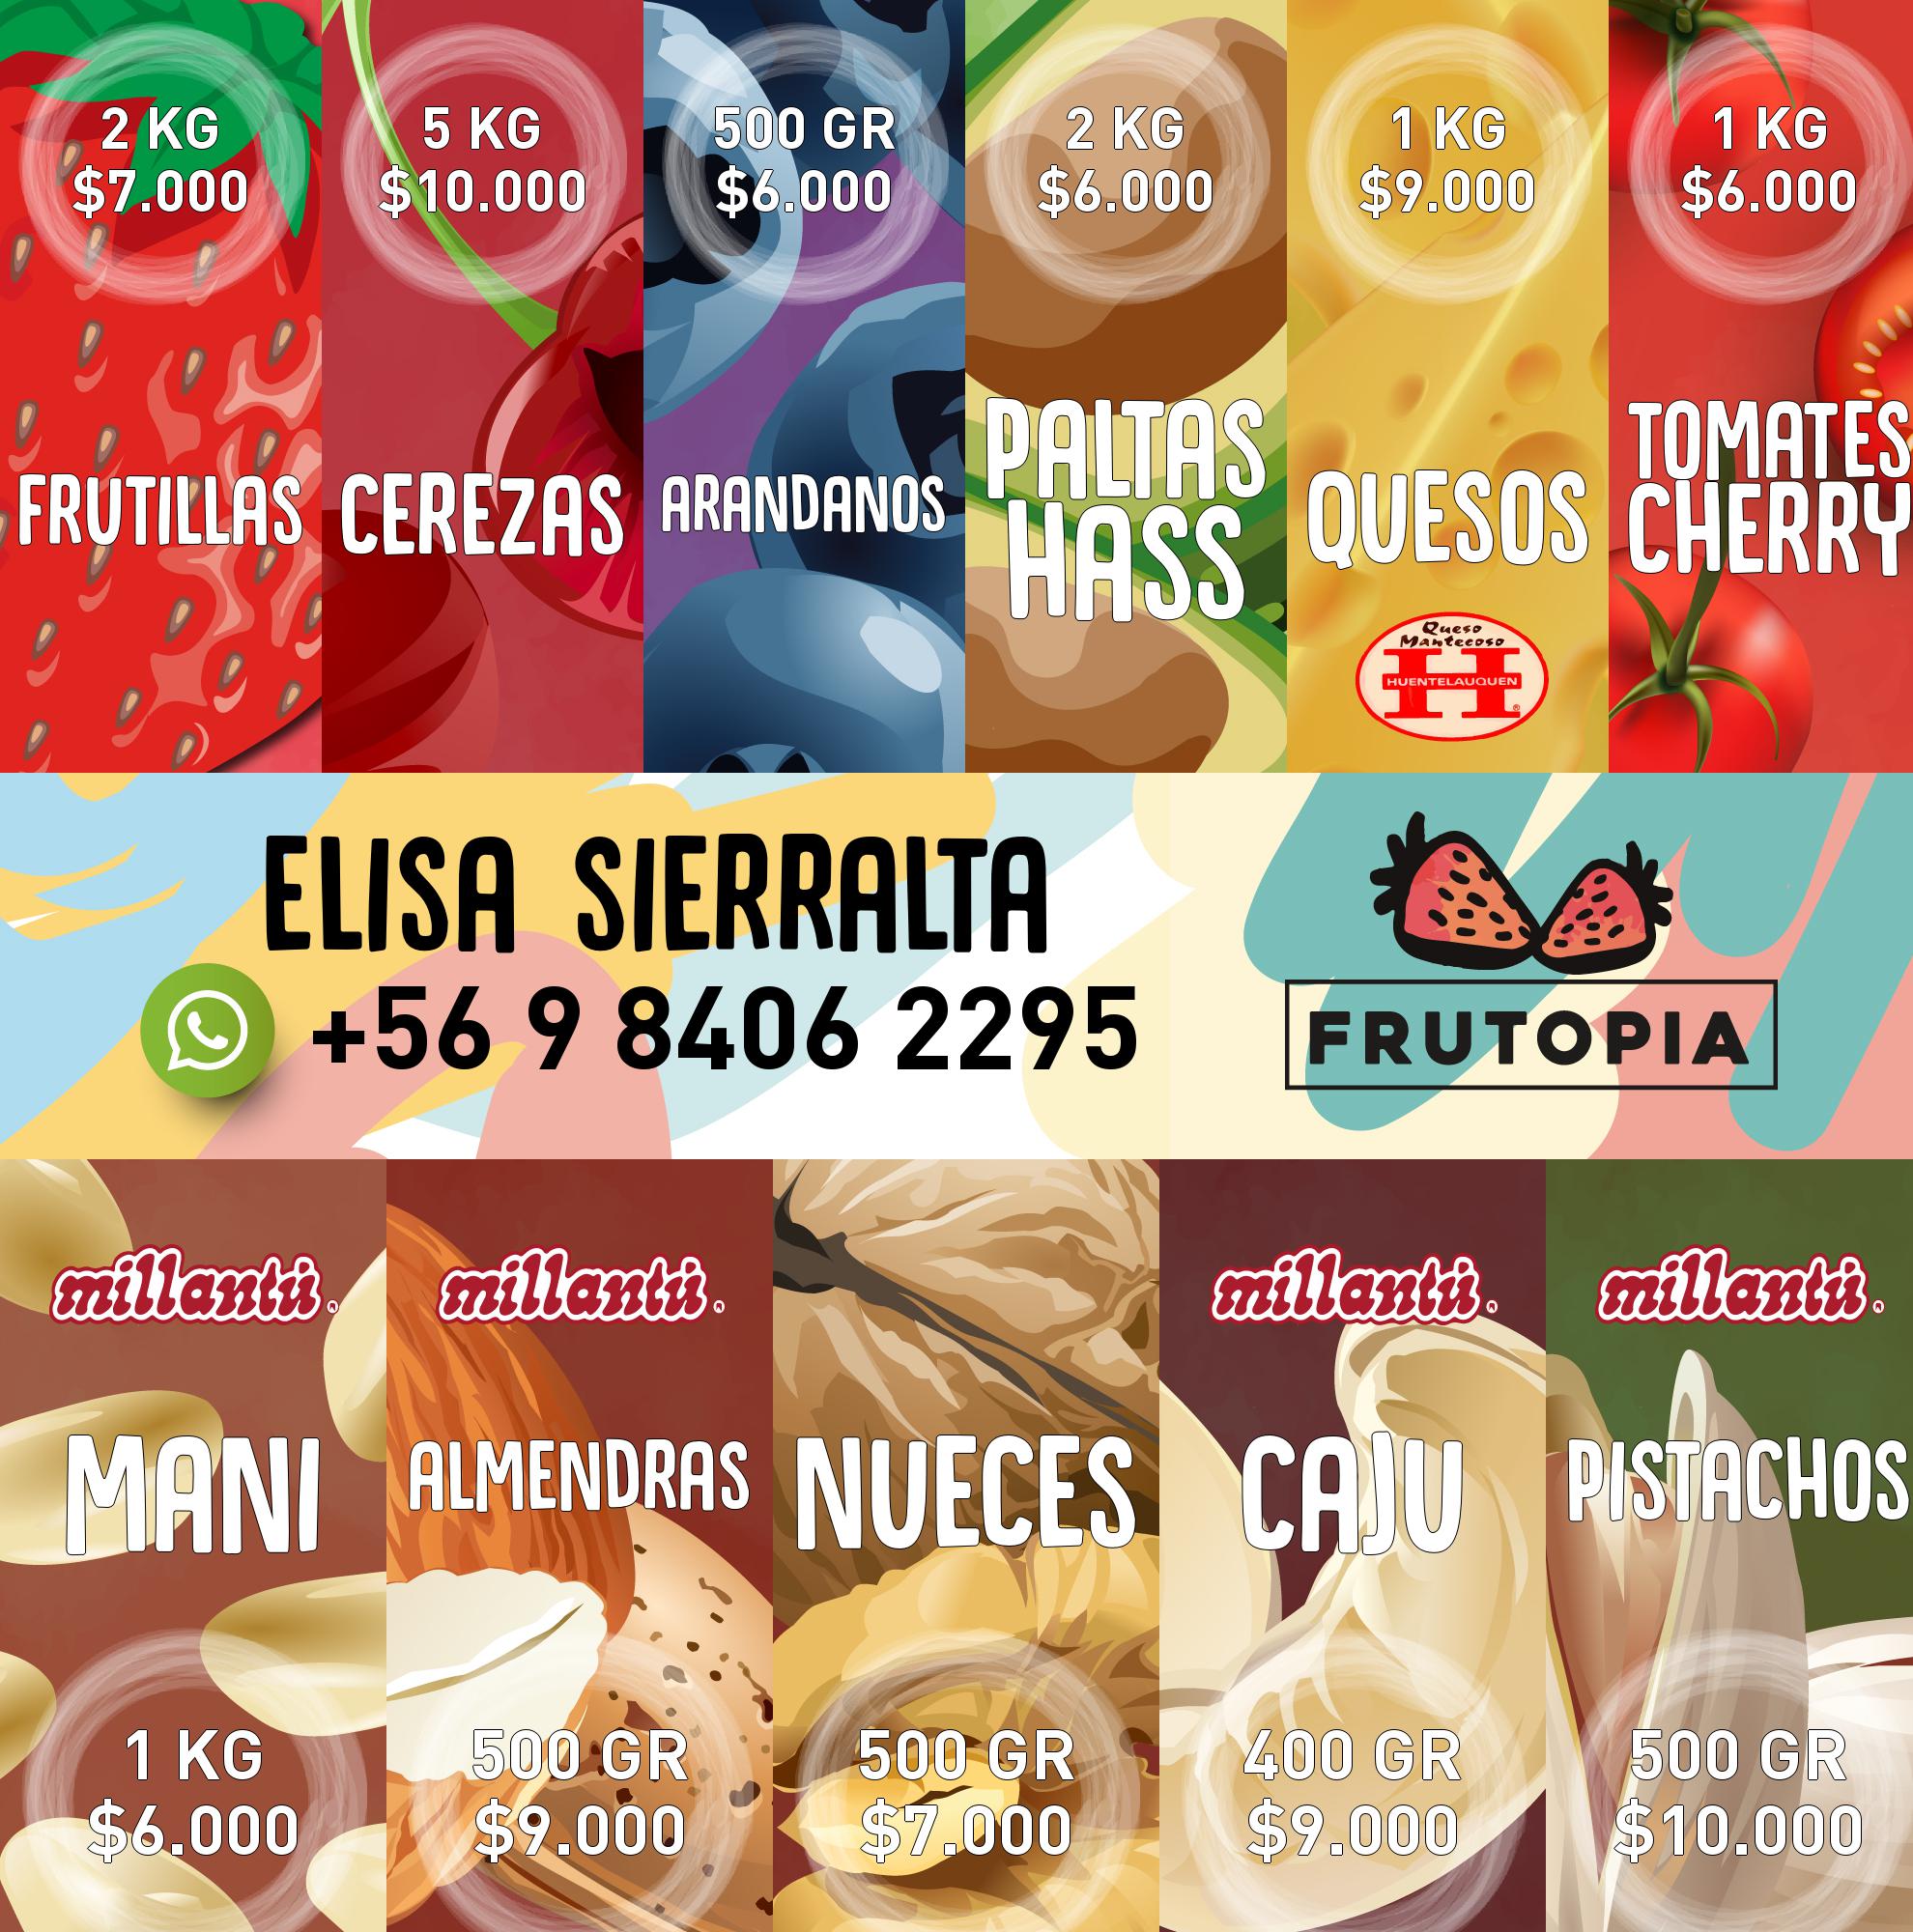 2 KG
$7.000
FRUTILLAS
5 KG
$10.000
CEREZAS
500 GR
$6.000
ARANDANOS
2 KG
$6.000
PALTAS
HASS
1 KG
$9.000
QUESOS
Queso
Mantecoso
H
HUENTELAUQUEN
®
1 KG
$6.000
TOMATES
CHERRY
ELISA SIERRALTA
+56 9 8406 2295
FRUTOPIA
millantú®
MANI
1 KG
$6.000
millantú®
ALMENDRAS
500 GR
$9.000
NUECES
500 GR
$7.000
millantú®
CAJU
400 GR
$9.000
millantú®
PISTACHOS
500 GR
$10.000